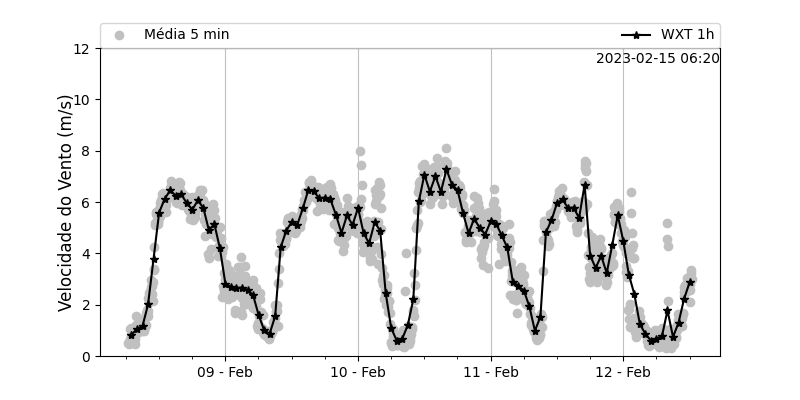 Média 5 min
WXT 1h
2023-02-15 06:20
Velocidade do Vento (m/s)
12
10
8
6
4
2
0
09 - Feb
10 - Feb
11 - Feb
12 - Feb